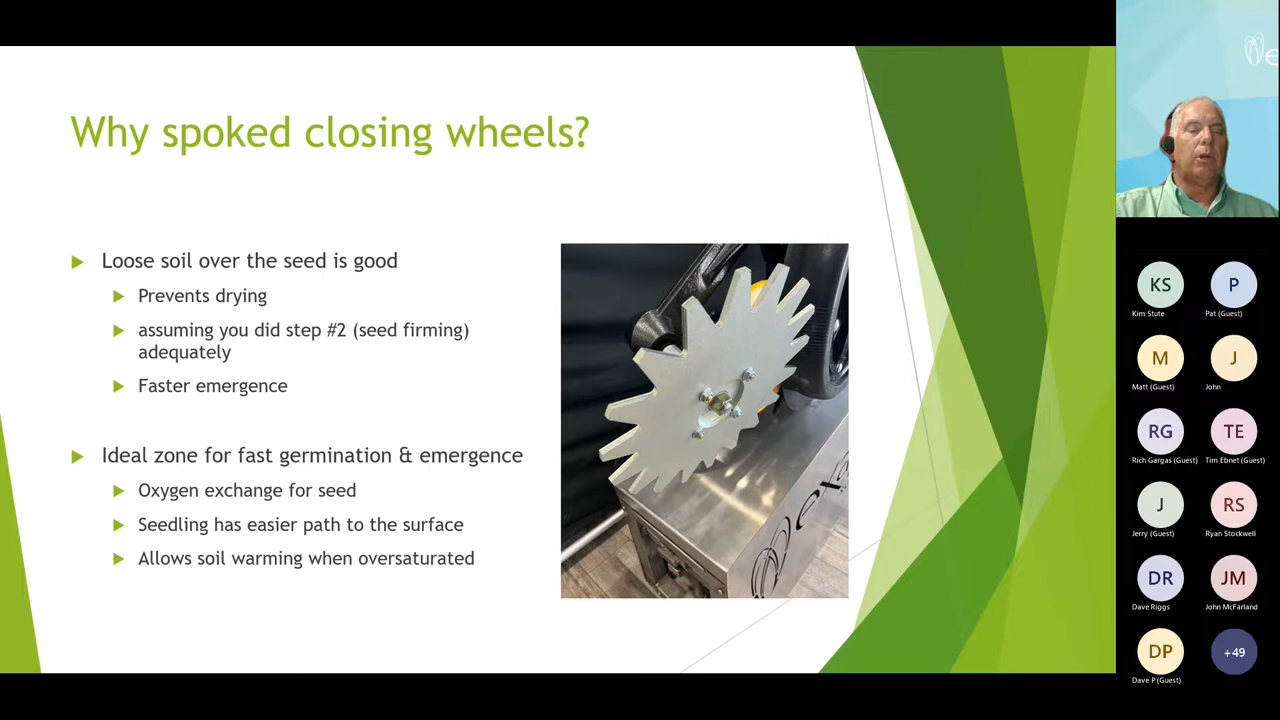 Why spoked closing wheels?
Loose soil over the seed is good
Prevents drying
assuming you did step #2 (seed firming)
adequately
Faster emergence
Ideal zone for fast germination & emergence
Oxygen exchange for seed
Seedling has easier path to the surface
Allows soil warming when oversaturated
KS
Kim Stute
P
Pat (Guest)
M
Matt (Guest)
J
John
RG
Rich Gargas (Guest)
TE
Tim Ebnet (Guest)
J
Jerry (Guest)
RS
Ryan Stockwell
DR
Dave Riggs
JM
John McFarland
DP
Dave P (Guest)
+49